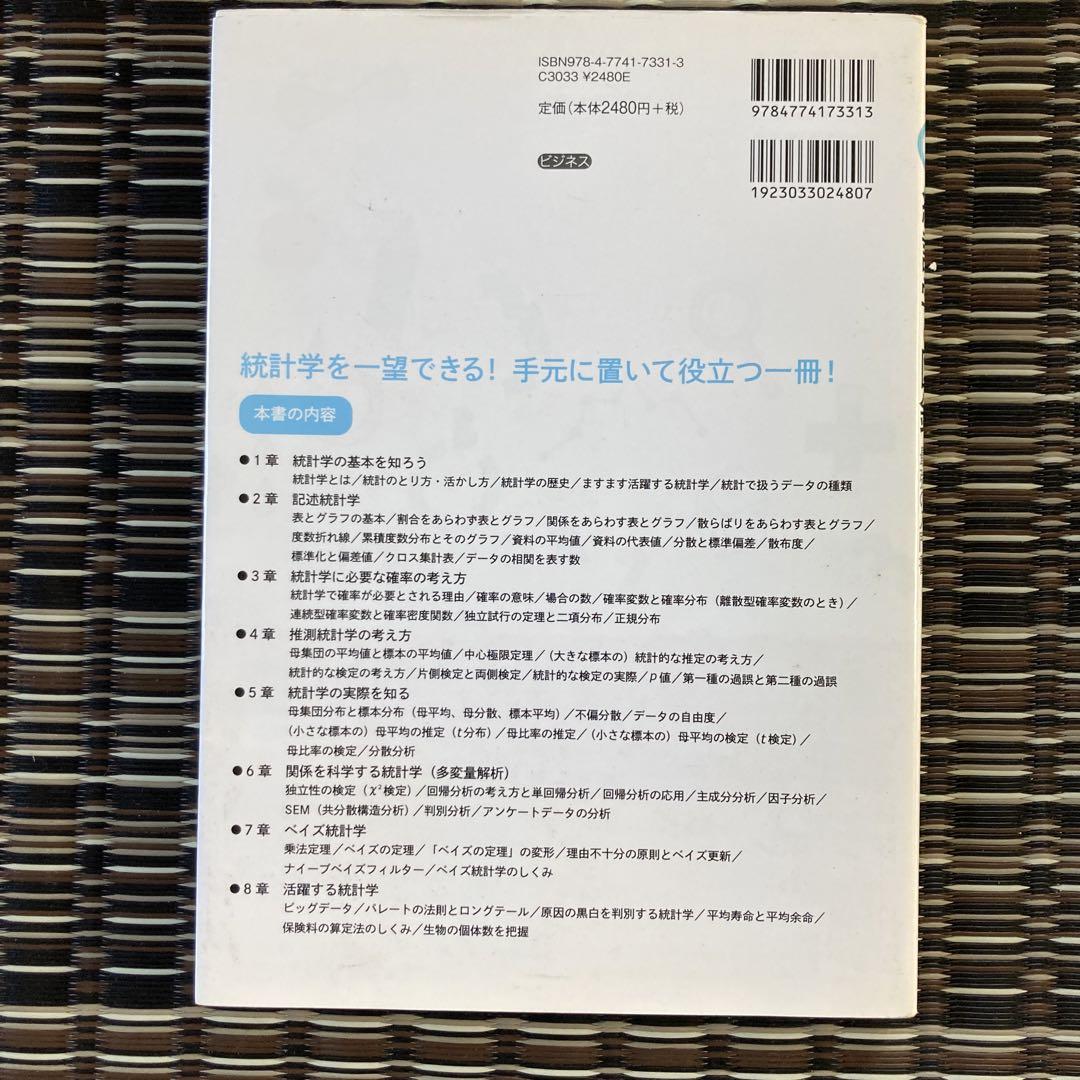 ISBN978-4-7741-7331-3
C3033 ¥2480E
定価(本体2480円+税)
9784774173313
ビジネス
1923033024807
統計学を一望できる! 手元に置いて役立つ一冊!
本書の内容
●1章 統計学の基本を知ろう
統計学とは/統計のとり方・活かし方/統計学の歴史/ますます活躍する統計学/統計で扱うデータの種類
●2章 記述統計学
表とグラフの基本/割合をあらわす表とグラフ/関係をあらわす表とグラフ/散らばりをあらわす表とグラフ/
度数折れ線/累積度数分布とそのグラフ/資料の平均値/資料の代表値/分散と標準偏差/散布度/
標準化と偏差値/クロス集計表/データの相関を表す数
●3章 統計学に必要な確率の考え方
統計学で確率が必要とされる理由/確率の意味/場合の数/確率変数と確率分布(離散型確率変数のとき)/
連続型確率変数と確率密度関数/独立試行の定理と二項分布/正規分布
●4章 推測統計学の考え方
母集団の平均値と標本の平均値/中心極限定理/(大きな標本の)統計的な推定の考え方/
統計的な検定の考え方/片側検定と両側検定/統計的な検定の実際/p値/第一種の過誤と第二種の過誤
●5章 統計学の実際を知る
母集団分布と標本分布(母平均、母分散、標本平均)/不偏分散/データの自由度/
(小さな標本の)母平均の推定(t分布)/母比率の推定/(小さな標本の)母平均の検定(t検定)/
母比率の検定/分散分析
●6章 関係を科学する統計学(多変量解析)
独立性の検定(χ²検定)/回帰分析の考え方と単回帰分析/回帰分析の応用/主成分分析/因子分析/
SEM(共分散構造分析)/判別分析/アンケートデータの分析
●7章 ベイズ統計学
乗法定理/ベイズの定理/「ベイズの定理」の変形/理由不十分の原則とベイズ更新/
ナイーブベイズフィルター/ベイズ統計学のしくみ
●8章 活躍する統計学
ビッグデータ/パレートの法則とロングテール/原因の黒白を判別する統計学/平均寿命と平均余命/
保険料の算定法のしくみ/生物の個体数を把握